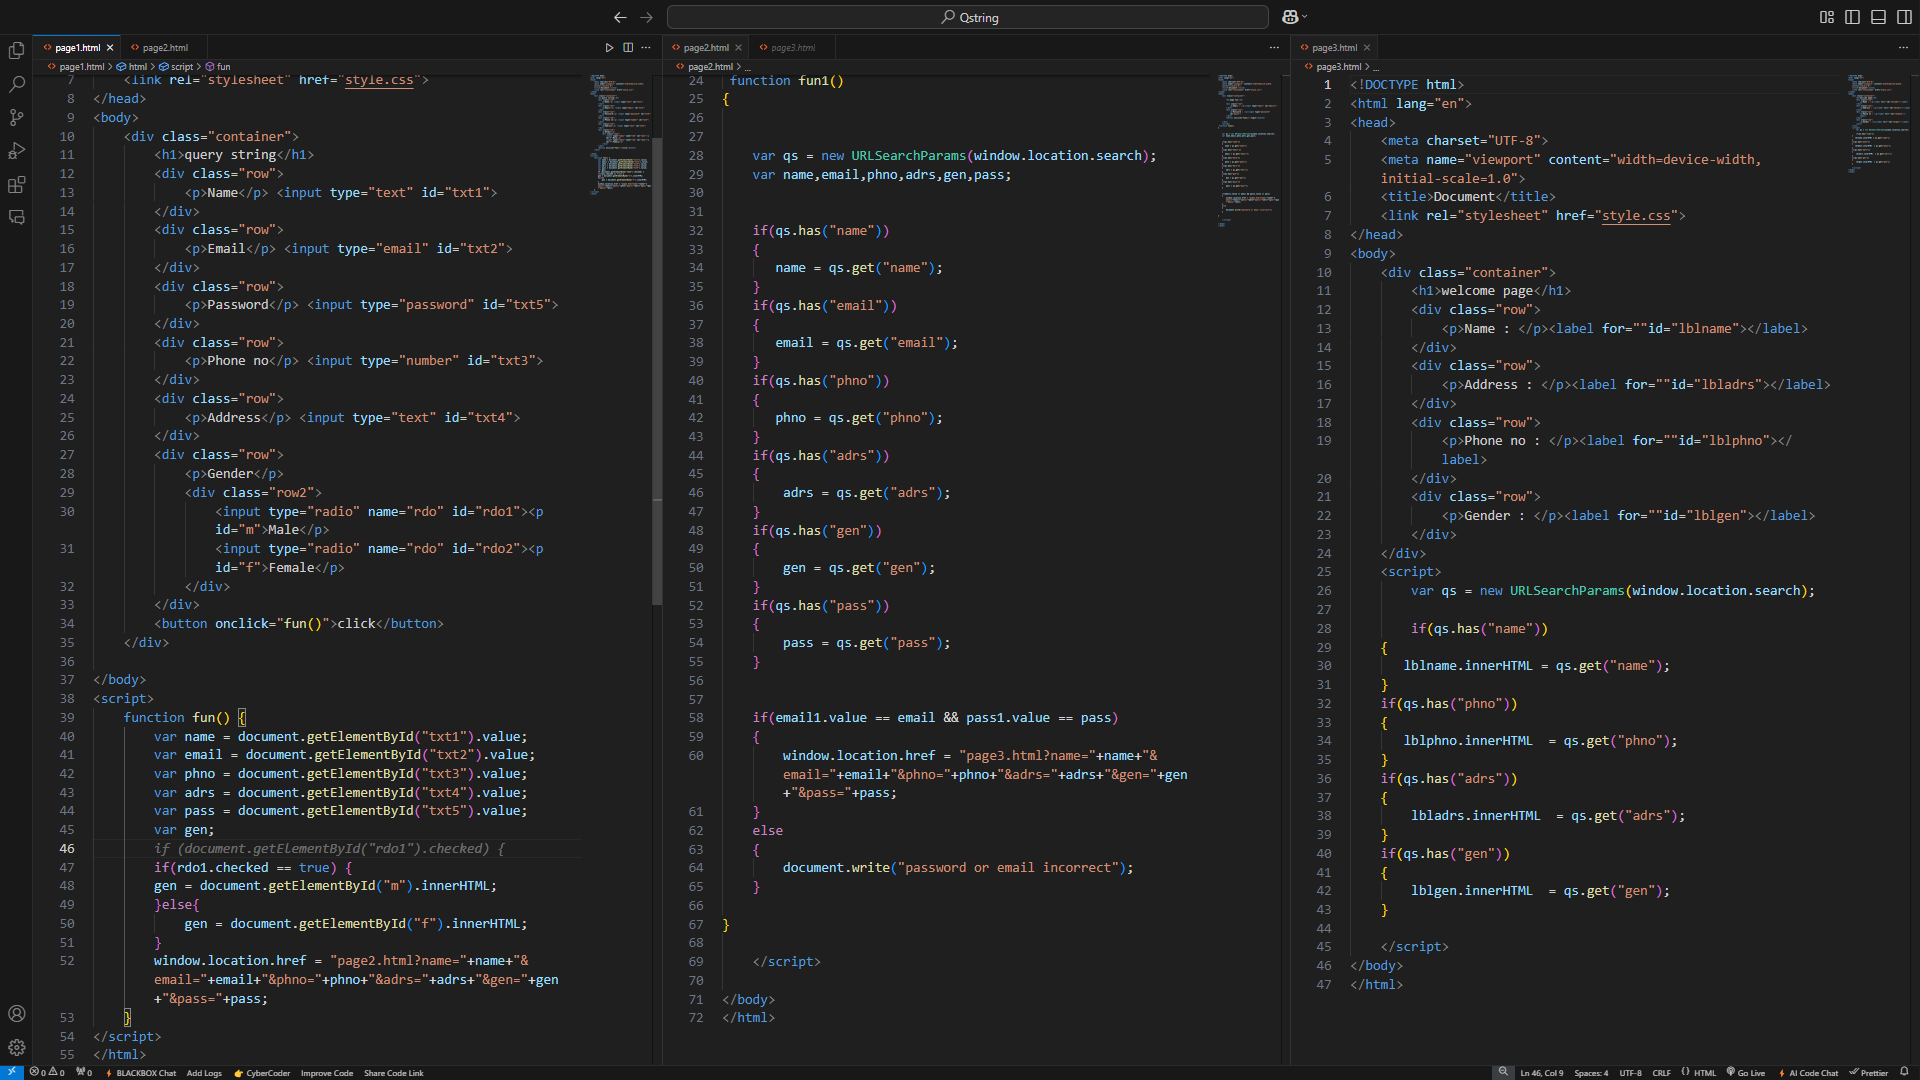 Qstring
page1.html
page2.html
page1.html > html > script > fun
7 <link rel="stylesheet" href="style.css">
8 </head>
9 <body>
10 <div class="container">
11 <h1>query string</h1>
12 <div class="row">
13 <p>Name</p> <input type="text" id="txt1">
14 </div>
15 <div class="row">
16 <p>Email</p> <input type="email" id="txt2">
17 </div>
18 <div class="row">
19 <p>Password</p> <input type="password" id="txt5">
20 </div>
21 <div class="row">
22 <p>Phone no</p> <input type="number" id="txt3">
23 </div>
24 <div class="row">
25 <p>Address</p> <input type="text" id="txt4">
26 </div>
27 <div class="row">
28 <p>Gender</p>
29 <div class="row2">
30 <input type="radio" name="rdo" id="rdo1"><p
id="m">Male</p>
31 <input type="radio" name="rdo" id="rdo2"><p
id="f">Female</p>
32 </div>
33 </div>
34 <button onclick="fun()">click</button>
35 </div>
36
37 </body>
38 <script>
39 function fun() {
40 var name = document.getElementById("txt1").value;
41 var email = document.getElementById("txt2").value;
42 var phno = document.getElementById("txt3").value;
43 var adrs = document.getElementById("txt4").value;
44 var pass = document.getElementById("txt5").value;
45 var gen;
46 if (document.getElementById("rdo1").checked) {
47 if(rdo1.checked == true) {
48 gen = document.getElementById("m").innerHTML;
49 }else{
50 gen = document.getElementById("f").innerHTML;
51 }
52 window.location.href = "page2.html?name="+name+"&
email="+email+"&phno="+phno+"&adrs="+adrs+"&gen="+gen
+"&pass="+pass;
53 }
54 </script>
55 </html>
page2.html
page3.html
page2.html > ...
24 function fun1()
25 {
26
27
28 var qs = new URLSearchParams(window.location.search);
29 var name,email,phno,adrs,gen,pass;
30
31
32 if(qs.has("name"))
33 {
34 name = qs.get("name");
35 }
36 if(qs.has("email"))
37 {
38 email = qs.get("email");
39 }
40 if(qs.has("phno"))
41 {
42 phno = qs.get("phno");
43 }
44 if(qs.has("adrs"))
45 {
46 adrs = qs.get("adrs");
47 }
48 if(qs.has("gen"))
49 {
50 gen = qs.get("gen");
51 }
52 if(qs.has("pass"))
53 {
54 pass = qs.get("pass");
55 }
56
57
58 if(email1.value == email && pass1.value == pass)
59 {
60 window.location.href = "page3.html?name="+name+"&
email="+email+"&phno="+phno+"&adrs="+adrs+"&gen="+gen
+"&pass="+pass;
61 }
62 else
63 {
64 document.write("password or email incorrect");
65 }
66
67 }
68
69 </script>
70
71 </body>
72 </html>
page3.html
page3.html > ...
1 <!DOCTYPE html>
2 <html lang="en">
3 <head>
4 <meta charset="UTF-8">
5 <meta name="viewport" content="width=device-width,
initial-scale=1.0">
6 <title>Document</title>
7 <link rel="stylesheet" href="style.css">
8 </head>
9 <body>
10 <div class="container">
11 <h1>welcome page</h1>
12 <div class="row">
13 <p>Name : </p><label for=""id="lblname"></label>
14 </div>
15 <div class="row">
16 <p>Address : </p><label for=""id="lbladrs"></label>
17 </div>
18 <div class="row">
19 <p>Phone no : </p><label for=""id="lblphno"></
label>
20 </div>
21 <div class="row">
22 <p>Gender : </p><label for=""id="lblgen"></label>
23 </div>
24 </div>
25 <script>
26 var qs = new URLSearchParams(window.location.search);
27
28 if(qs.has("name"))
29 {
30 lblname.innerHTML = qs.get("name");
31 }
32 if(qs.has("phno"))
33 {
34 lblphno.innerHTML  = qs.get("phno");
35 }
36 if(qs.has("adrs"))
37 {
38 lbladrs.innerHTML  = qs.get("adrs");
39 }
40 if(qs.has("gen"))
41 {
42 lblgen.innerHTML  = qs.get("gen");
43 }
44
45 </script>
46 </body>
47 </html>
0 0 0 BLACKBOX Chat Add Logs CyberCoder Improve Code Share Code Link
Ln 46, Col 9 Spaces: 4 UTF-8 CRLF {} HTML Go Live AI Code Chat Prettier